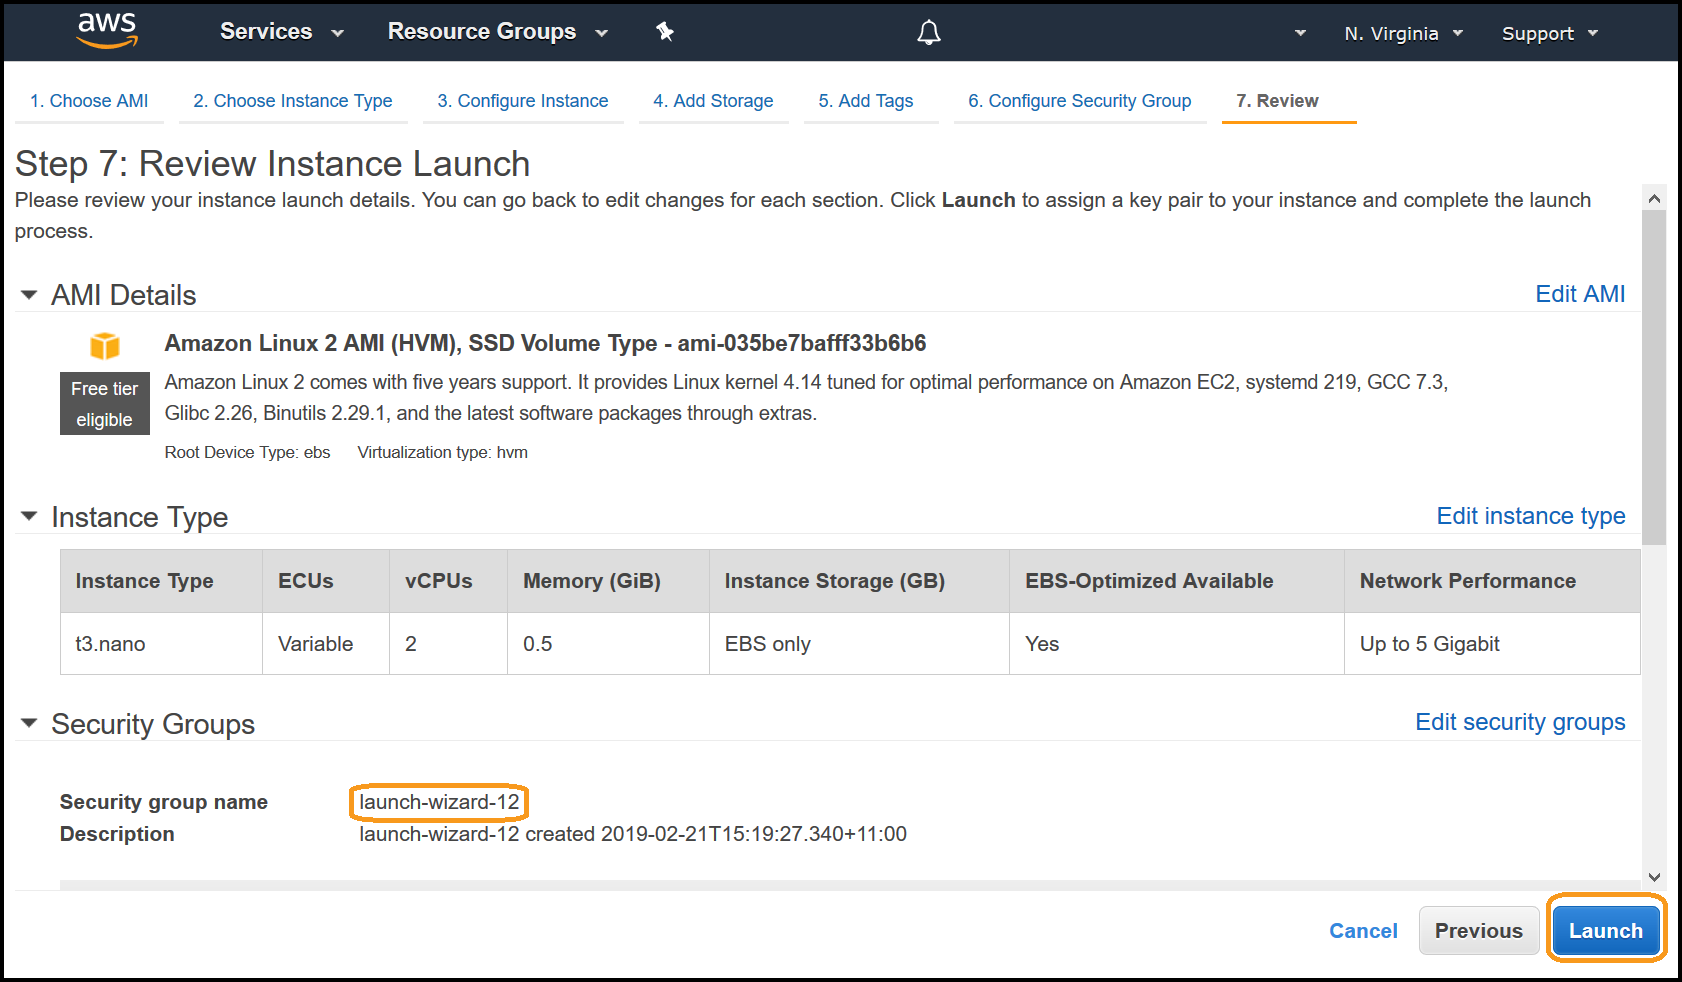 aws Services Resource Groups N. Virginia Support
1. Choose AMI 2. Choose Instance Type 3. Configure Instance 4. Add Storage 5. Add Tags 6. Configure Security Group 7. Review
Step 7: Review Instance Launch
Please review your instance launch details. You can go back to edit changes for each section. Click Launch to assign a key pair to your instance and complete the launch
process.
AMI Details Edit AMI
Amazon Linux 2 AMI (HVM), SSD Volume Type - ami-035be7bafff33b6b6
Free tier
eligible
Amazon Linux 2 comes with five years support. It provides Linux kernel 4.14 tuned for optimal performance on Amazon EC2, systemd 219, GCC 7.3,
Glibc 2.26, Binutils 2.29.1, and the latest software packages through extras.
Root Device Type: ebs Virtualization type: hvm
Instance Type Edit instance type
Instance Type ECUs vCPUs Memory (GiB) Instance Storage (GB) EBS-Optimized Available Network Performance
t3.nano Variable 2 0.5 EBS only Yes Up to 5 Gigabit
Security Groups Edit security groups
Security group name launch-wizard-12
Description launch-wizard-12 created 2019-02-21T15:19:27.340+11:00
Cancel Previous Launch